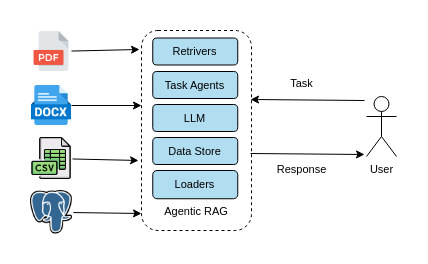 PDF
DOCX
CSV
Retrivers
Task Agents
LLM
Data Store
Loaders
Agentic RAG
Task
Response
User